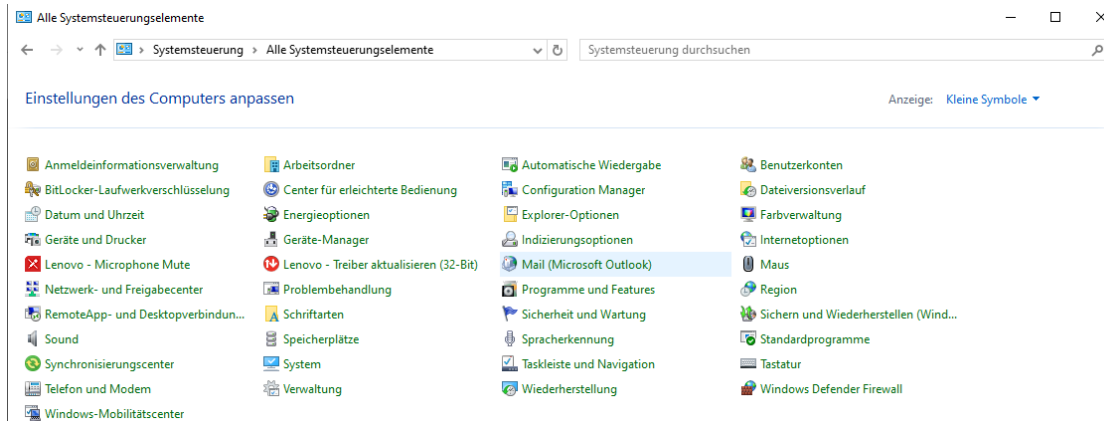 Alle Systemsteuerungselemente
Systemsteuerung > Alle Systemsteuerungselemente Systemsteuerung durchsuchen
Einstellungen des Computers anpassen Anzeige: Kleine Symbole
Anmeldeinformationsverwaltung Arbeitsordner Automatische Wiedergabe Benutzerkonten
BitLocker-Laufwerkverschlüsselung Center für erleichterte Bedienung Configuration Manager Dateiversionsverlauf
Datum und Uhrzeit Energieoptionen Explorer-Optionen Farbverwaltung
Geräte und Drucker Geräte-Manager Indizierungsoptionen Internetoptionen
Lenovo - Microphone Mute Lenovo - Treiber aktualisieren (32-Bit) Mail (Microsoft Outlook) Maus
Netzwerk- und Freigabecenter Problembehandlung Programme und Features Region
RemoteApp- und Desktopverbindun... Schriftarten Sicherheit und Wartung Sichern und Wiederherstellen (Wind...
Sound Speicherplätze Spracherkennung Standardprogramme
Synchronisierungscenter System Taskleiste und Navigation Tastatur
Telefon und Modem Verwaltung Wiederherstellung Windows Defender Firewall
Windows-Mobilitätscenter